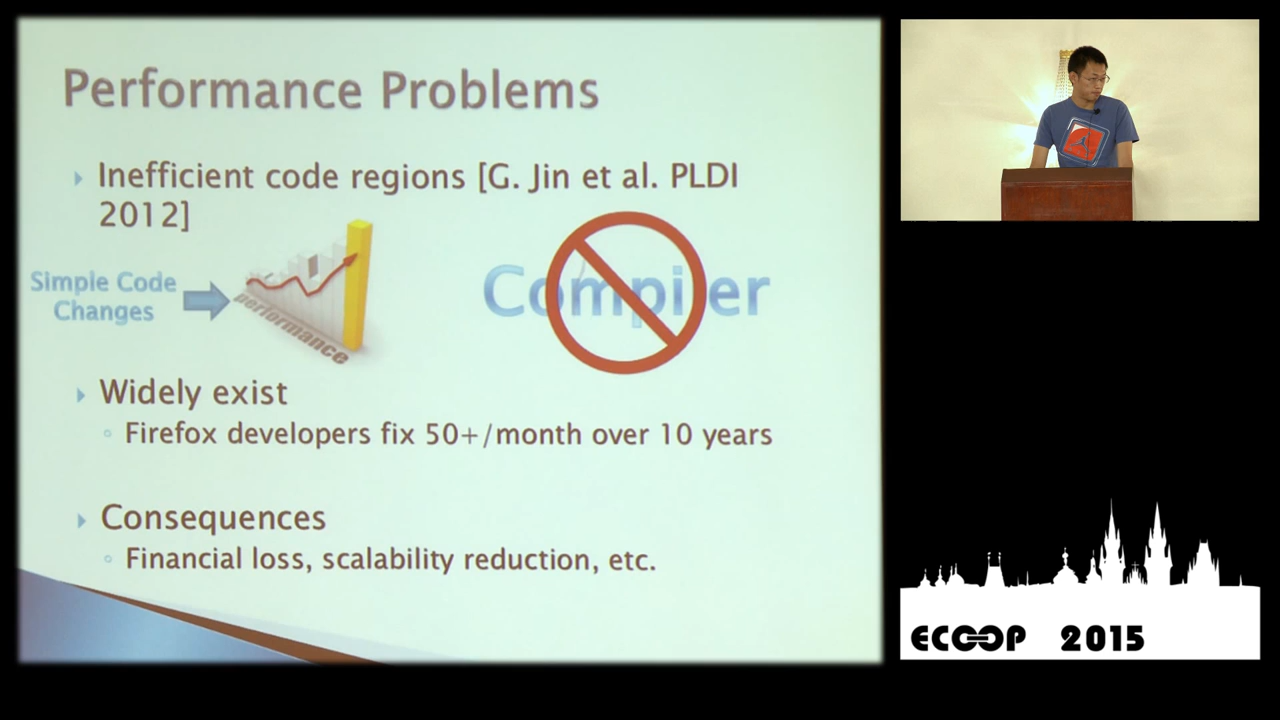 Performance Problems
Inefficient code regions [G. Jin et al. PLDI
2012]
Simple Code
Changes
performance
Compiler
Widely exist
Firefox developers fix 50+/month over 10 years
Consequences
Financial loss, scalability reduction, etc.
ECOOP 2015